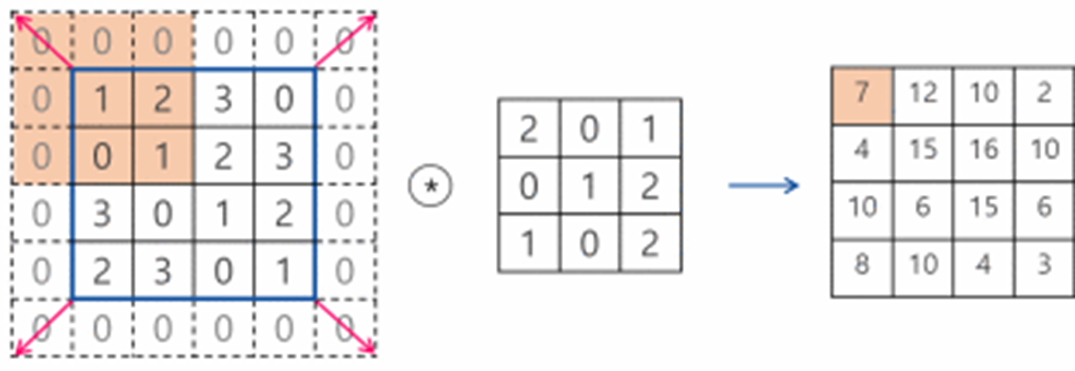 0 0 0 0 0 0
0 1 2 3 0 0
0 0 1 2 3 0
0 3 0 1 2 0
0 2 3 0 1 0
0 0 0 0 0 0
*
2 0 1
0 1 2
1 0 2
7 12 10 2
4 15 16 10
10 6 15 6
8 10 4 3